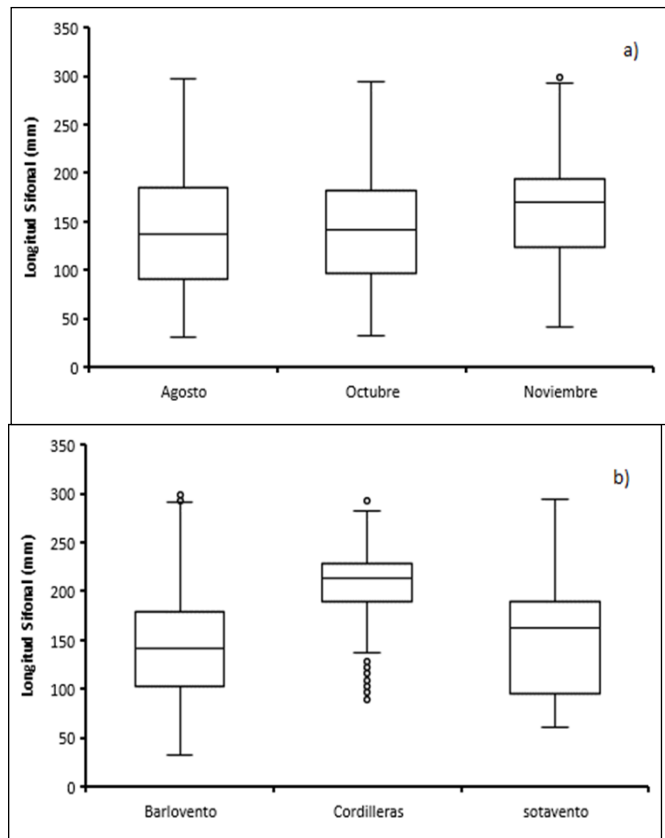 a)
Longitud Sifonal (mm)
350
300
250
200
150
100
50
0
Agosto Octubre Noviembre
b)
Longitud Sifonal (mm)
350
300
250
200
150
100
50
0
Barlovento Cordilleras sotavento